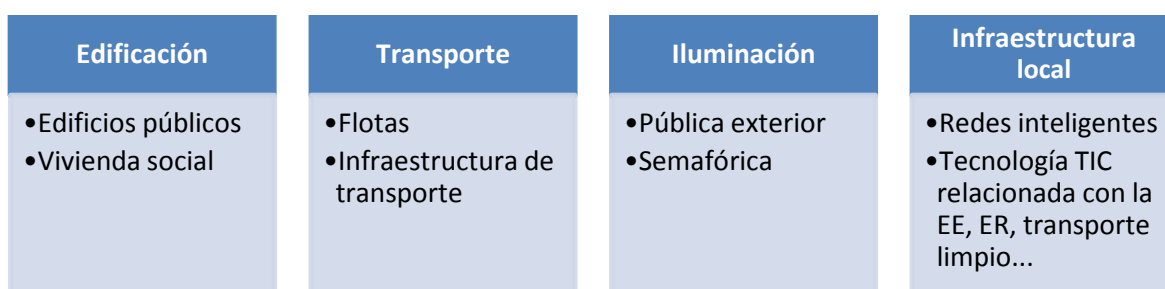 Edificación
•Edificios públicos
•Vivienda social
Transporte
•Flotas
•Infraestructura de
transporte
Iluminación
•Pública exterior
•Semafórica
Infraestructura
local
•Redes inteligentes
•Tecnología TIC
relacionada con la
EE, ER, transporte
limpio...